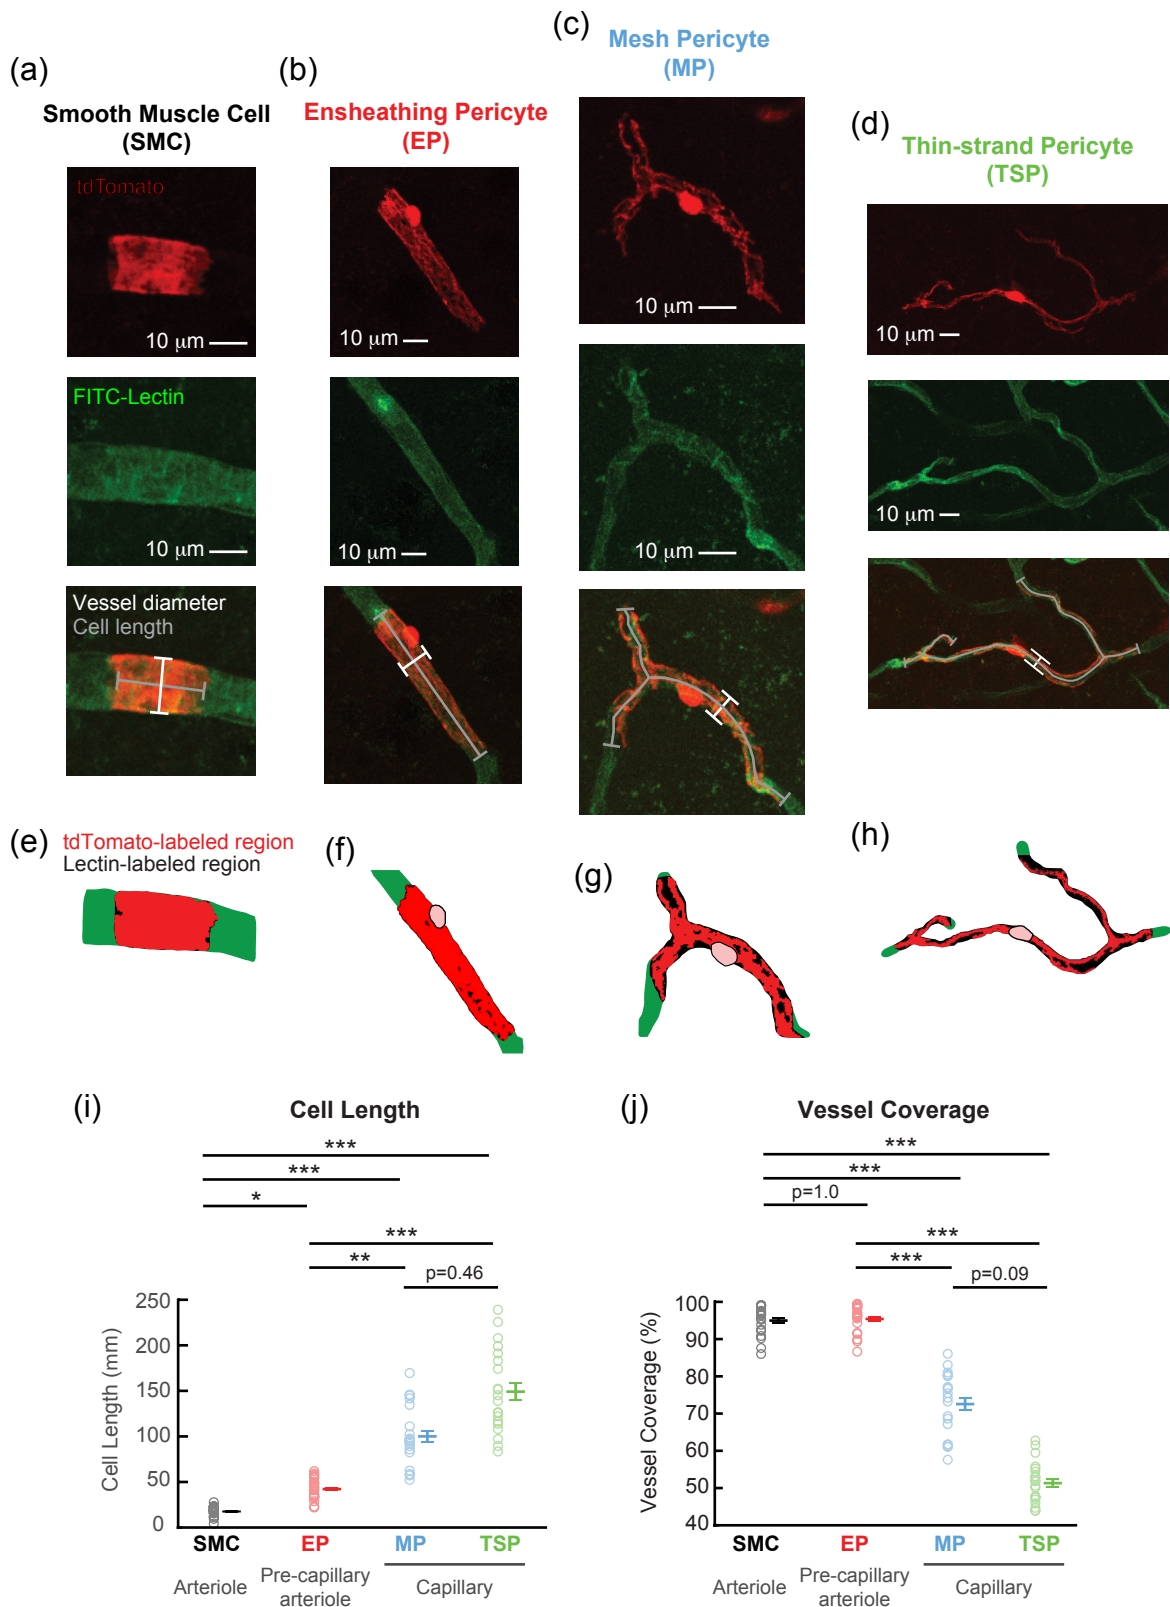 (a)
Smooth Muscle Cell
(SMC)
tdTomato
10 μm
FITC-Lectin
10 μm
Vessel diameter
Cell length
(b)
Ensheathing Pericyte
(EP)
10 μm
10 μm
(c)
Mesh Pericyte
(MP)
10 μm
10 μm
(d)
Thin-strand Pericyte
(TSP)
10 μm
10 μm
(e)
tdTomato-labeled region
Lectin-labeled region
(f)
(g)
(h)
(i)
Cell Length
***
***
*
***
**
p=0.46
Cell Length (mm)
250
200
150
100
50
0
SMC
EP
MP
TSP
Arteriole
Pre-capillary
arteriole
Capillary
(j)
Vessel Coverage
***
***
p=1.0
***
***
p=0.09
Vessel Coverage (%)
100
90
80
70
60
50
40
SMC
EP
MP
TSP
Arteriole
Pre-capillary
arteriole
Capillary